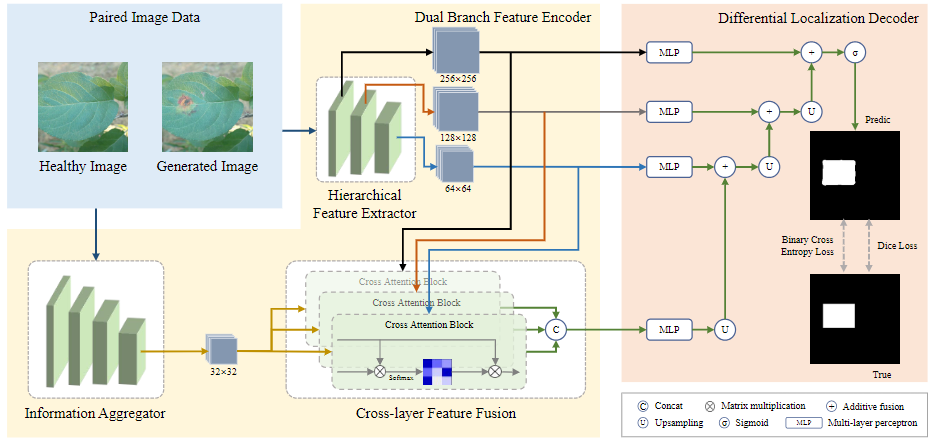 Paired Image Data
Healthy Image
Generated Image
Dual Branch Feature Encoder
256×256
128×128
64×64
Hierarchical
Feature Extractor
Information Aggregator
32×32
Cross Attention Block
Cross Attention Block
Cross Attention Block
Softmax
C
Cross-layer Feature Fusion
Differential Localization Decoder
MLP
+
σ
MLP
+
U
MLP
+
U
MLP
U
Predic
Binary Cross
Entropy Loss
Dice Loss
True
C Concat
Matrix multiplication
+ Additive fusion
U Upsampling
σ Sigmoid
MLP Multi-layer perceptron